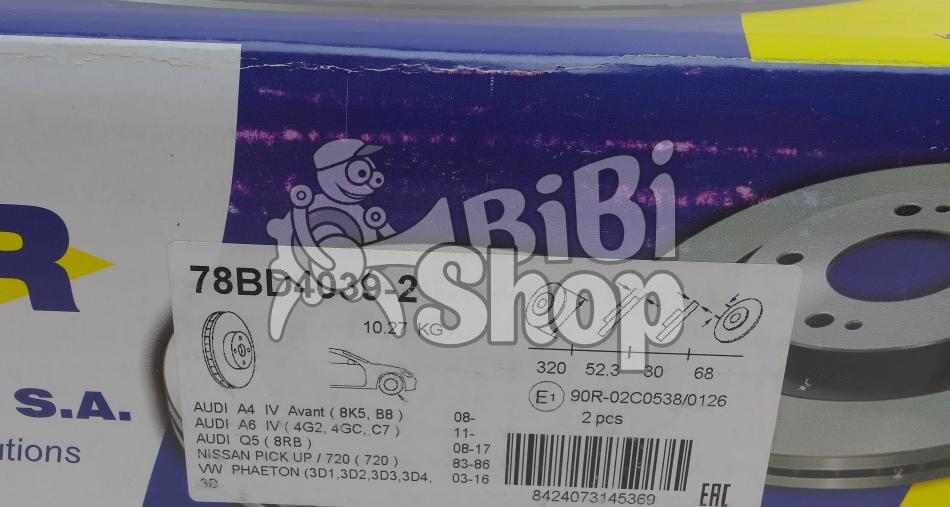 BiBi
Shop
R
S.A.
utions
78BD4039-2
10.27 KG
320 52.3 30 68
E1 90R-02C0538/0126
2 pcs
AUDI A4 IV Avant ( 8K5, B8 ) 08-
AUDI A6 IV ( 4G2, 4GC, C7 ) 11-
AUDI Q5 ( 8RB ) 08-17
NISSAN PICK UP / 720 ( 720 ) 83-86
VW PHAETON (3D1,3D2,3D3,3D4, 03-16
3D
8424073145369
EAC